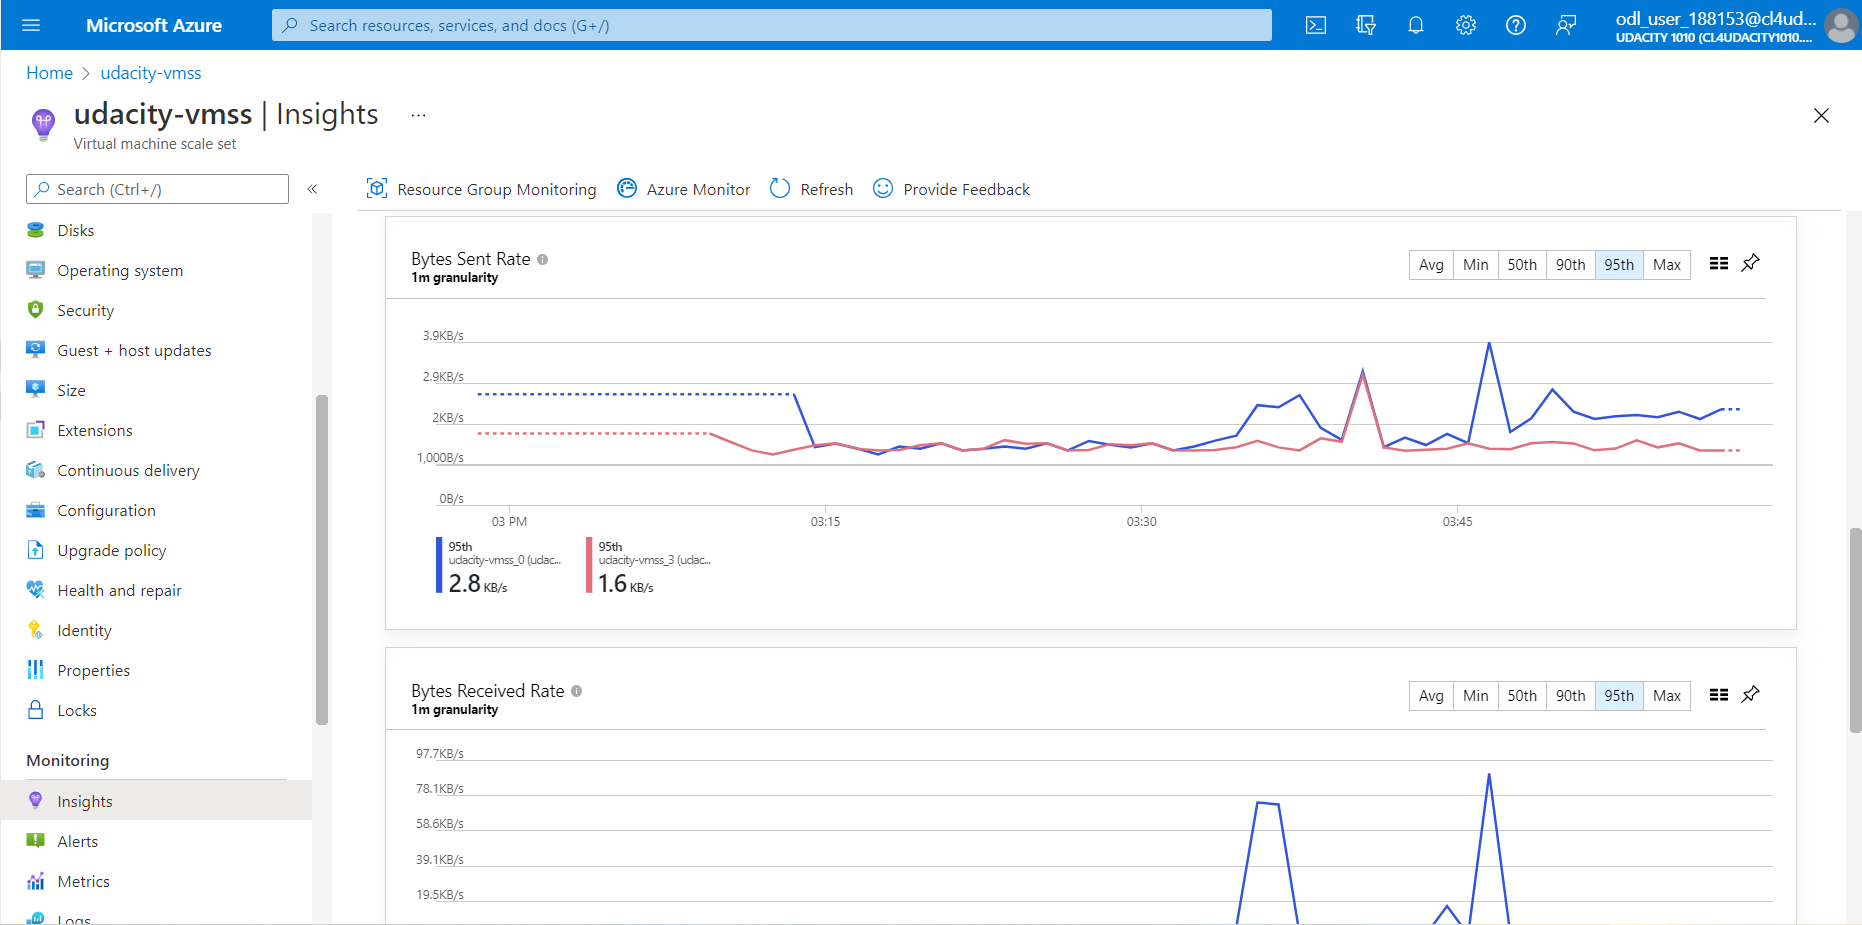 Microsoft Azure
Search resources, services, and docs (G+/)
odl_user_188153@cl4ud...
UDACITY 1010 (CL4UDACITY1010....
Home > udacity-vmss
udacity-vmss | Insights ...
Virtual machine scale set
Search (Ctrl+/) «
Resource Group Monitoring Azure Monitor Refresh Provide Feedback
Disks
Operating system
Security
Guest + host updates
Size
Extensions
Continuous delivery
Configuration
Upgrade policy
Health and repair
Identity
Properties
Locks
Monitoring
Insights
Alerts
Metrics
Logs
Bytes Sent Rate
1m granularity
Avg Min 50th 90th 95th Max
3.9KB/s
2.9KB/s
2KB/s
1,000B/s
0B/s
03 PM 03:15 03:30 03:45
95th
udacity-vmss_0 (udac...
2.8 KB/s
95th
udacity-vmss_3 (udac...
1.6 KB/s
Bytes Received Rate
1m granularity
Avg Min 50th 90th 95th Max
97.7KB/s
78.1KB/s
58.6KB/s
39.1KB/s
19.5KB/s